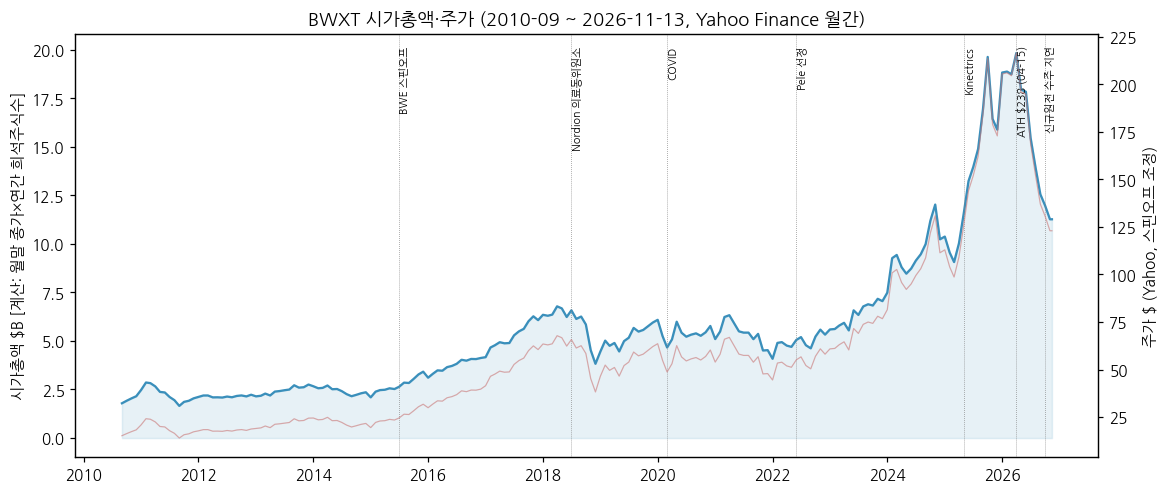 BWXT 시가총액·주가 (2010-09 ~ 2026-11-13, Yahoo Finance 월간)
시가총액 $B [계산: 월말 종가×연간 희석주식수]
20.0
17.5
15.0
12.5
10.0
7.5
5.0
2.5
0.0
BWE 스핀오프
Nordion 의료동위원소
COVID
Pele 선정
Kinectrics
ATH $238 (04-15)
신규원전 수주 지연
225
200
175
150
125
100
75
50
25
주가 $ (Yahoo, 스핀오프 조정)
2010
2012
2014
2016
2018
2020
2022
2024
2026